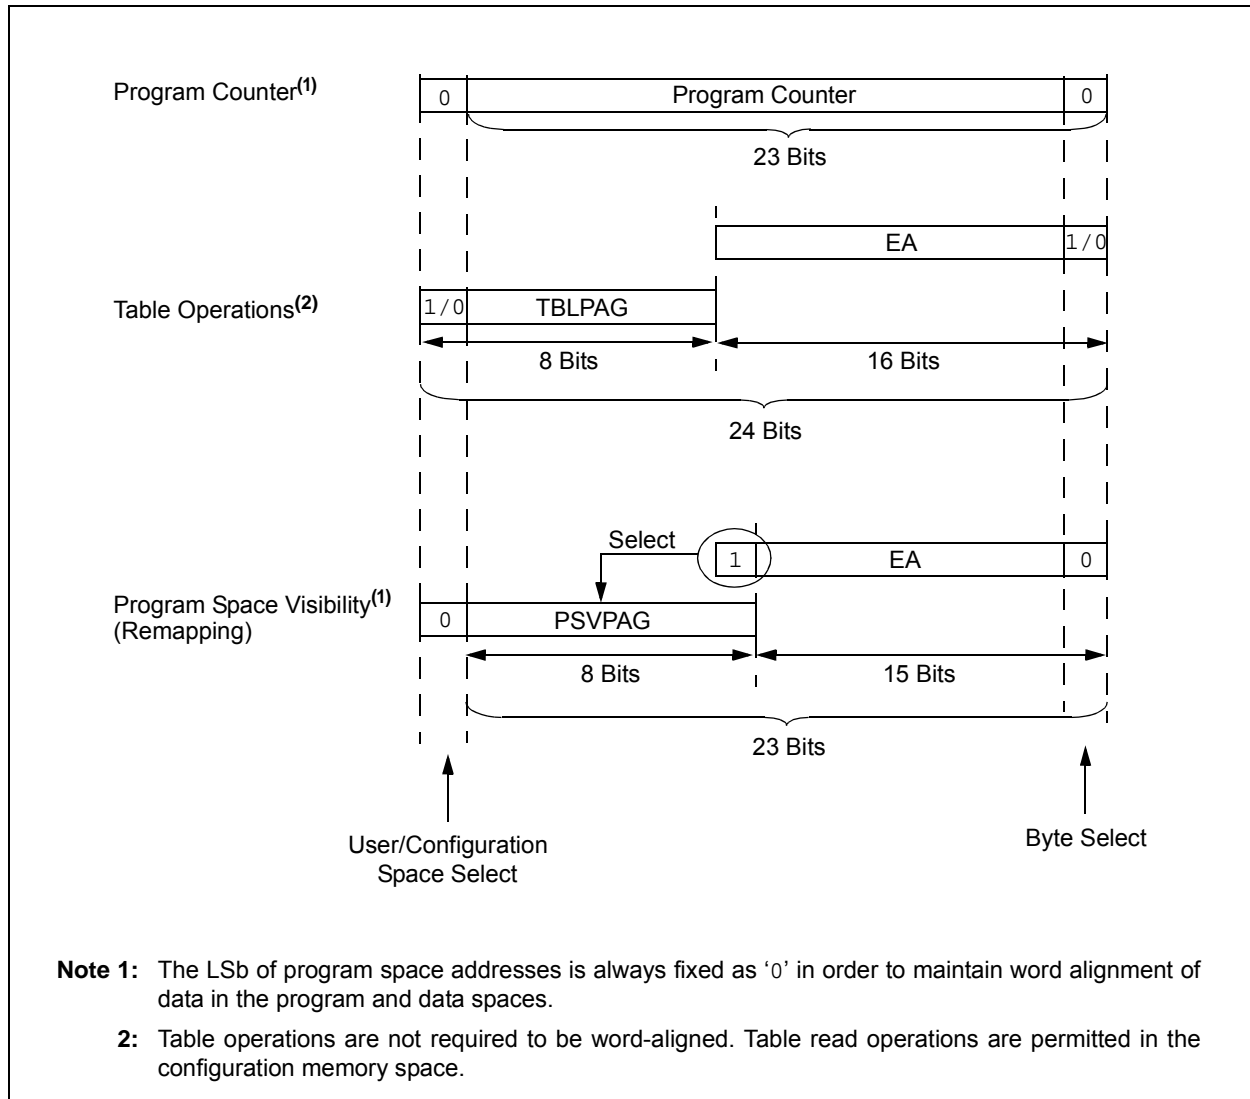 Program Counter(1)
0
Program Counter
0
23 Bits
EA
1/0
Table Operations(2)
1/0
TBLPAG
8 Bits
16 Bits
24 Bits
Select
1
EA
0
Program Space Visibility(1)
(Remapping)
0
PSVPAG
8 Bits
15 Bits
23 Bits
User/Configuration
Space Select
Byte Select
Note 1: The LSb of program space addresses is always fixed as ‘0’ in order to maintain word alignment of
data in the program and data spaces.
2: Table operations are not required to be word-aligned. Table read operations are permitted in the
configuration memory space.